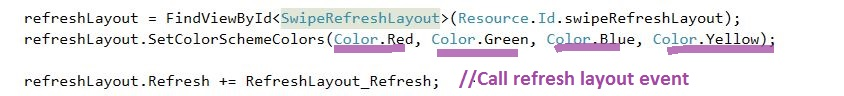 refreshLayout = FindViewById<SwipeRefreshLayout>(Resource.Id.swipeRefreshLayout);
refreshLayout.SetColorSchemeColors(Color.Red, Color.Green, Color.Blue, Color.Yellow);
refreshLayout.Refresh += RefreshLayout_Refresh; //Call refresh layout event